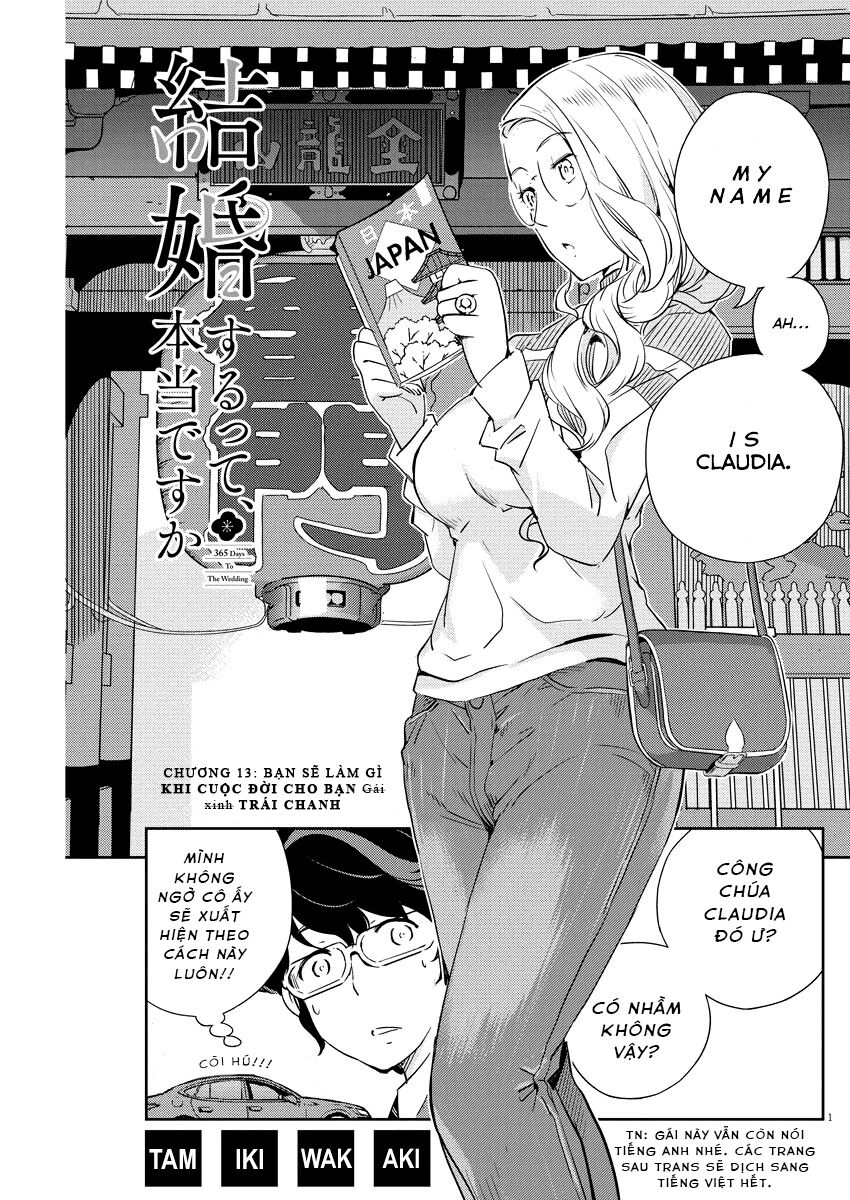 MY
NAME
AH...
IS
CLAUDIA.
日本
JAPAN
金龍山
結婚するって、
本当ですか
365 Days
To
The Wedding
CHƯƠNG 13: BẠN SẼ LÀM GÌ
KHI CUỘC ĐỜI CHO BẠN Gái
xinh TRÁI CHANH
CÔNG
CHÚA
CLAUDIA
ĐÓ Ư?
CÓ NHẦM
KHÔNG
VẬY?
MÌNH
KHÔNG
NGỜ CÔ ẤY
SẼ XUẤT
HIỆN THEO
CÁCH NÀY
LUÔN!!
CÕI HÚ!!!
1
TAM IKI WAK AKI
TN: GÁI NÀY VẪN CÒN NÓI
TIẾNG ANH NHÉ. CÁC TRANG
SAU TRANS SẼ DỊCH SANG
TIẾNG VIỆT HẾT.